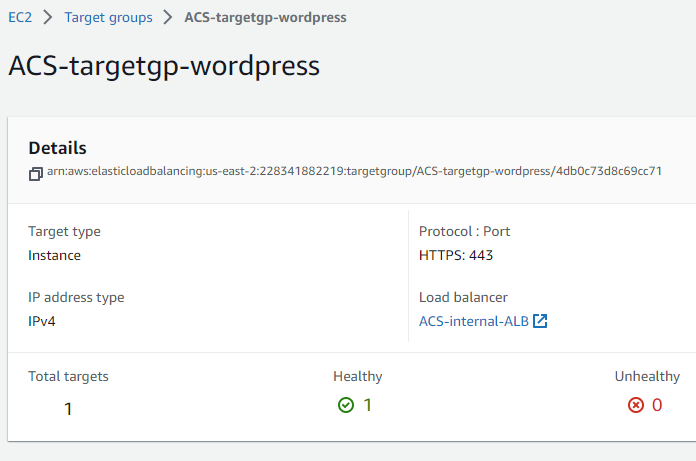 EC2 > Target groups > ACS-targetgp-wordpress
ACS-targetgp-wordpress
Details
arn:aws:elasticloadbalancing:us-east-2:228341882219:targetgroup/ACS-targetgp-wordpress/4db0c73d8c69cc71
Target type
Instance
Protocol : Port
HTTPS: 443
IP address type
IPv4
Load balancer
ACS-internal-ALB
Total targets
1
Healthy
1
Unhealthy
0